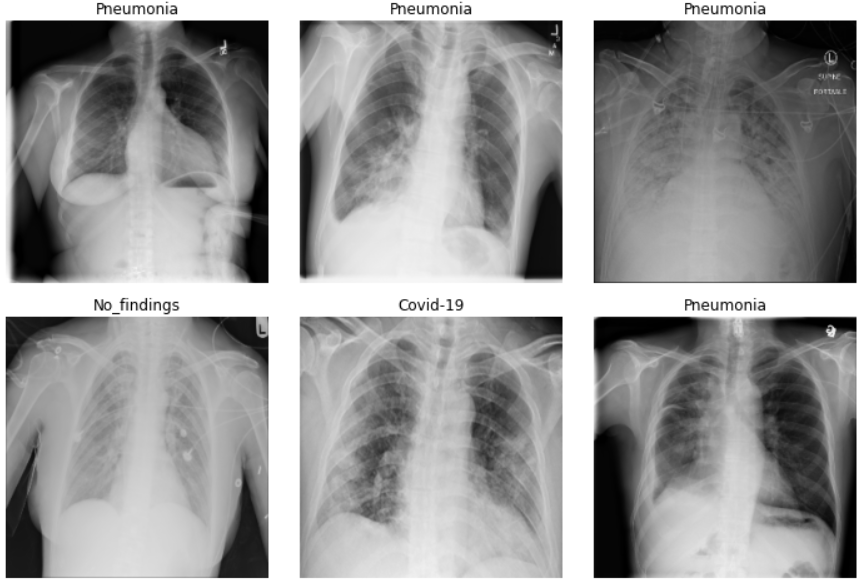 Pneumonia
Pneumonia
Pneumonia
L
SUPINE
PORTABLE
No_findings
Covid-19
Pneumonia
L